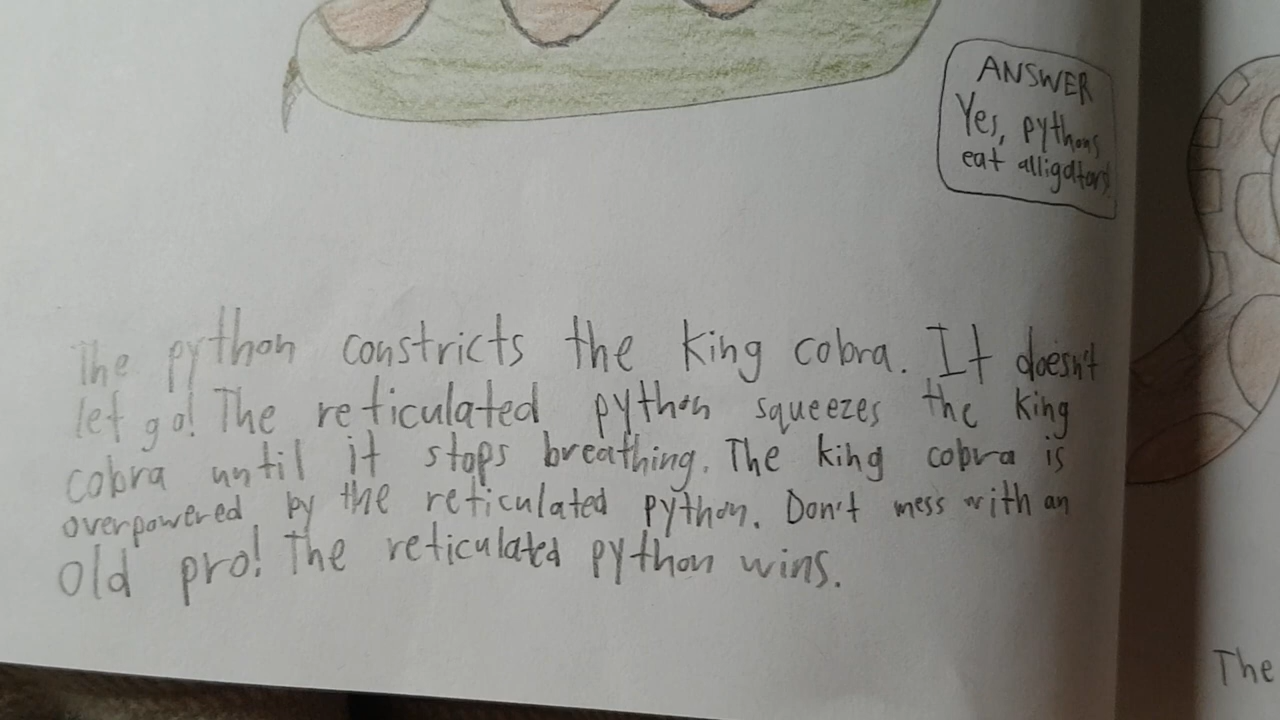 ANSWER
Yes, pythons
eat alligators!
The python constricts the king cobra. It doesn't
let go! The reticulated python squeezes the king
cobra until it stops breathing. The king cobra is
overpowered by the reticulated python. Don't mess with an
old pro! The reticulated python wins.
The